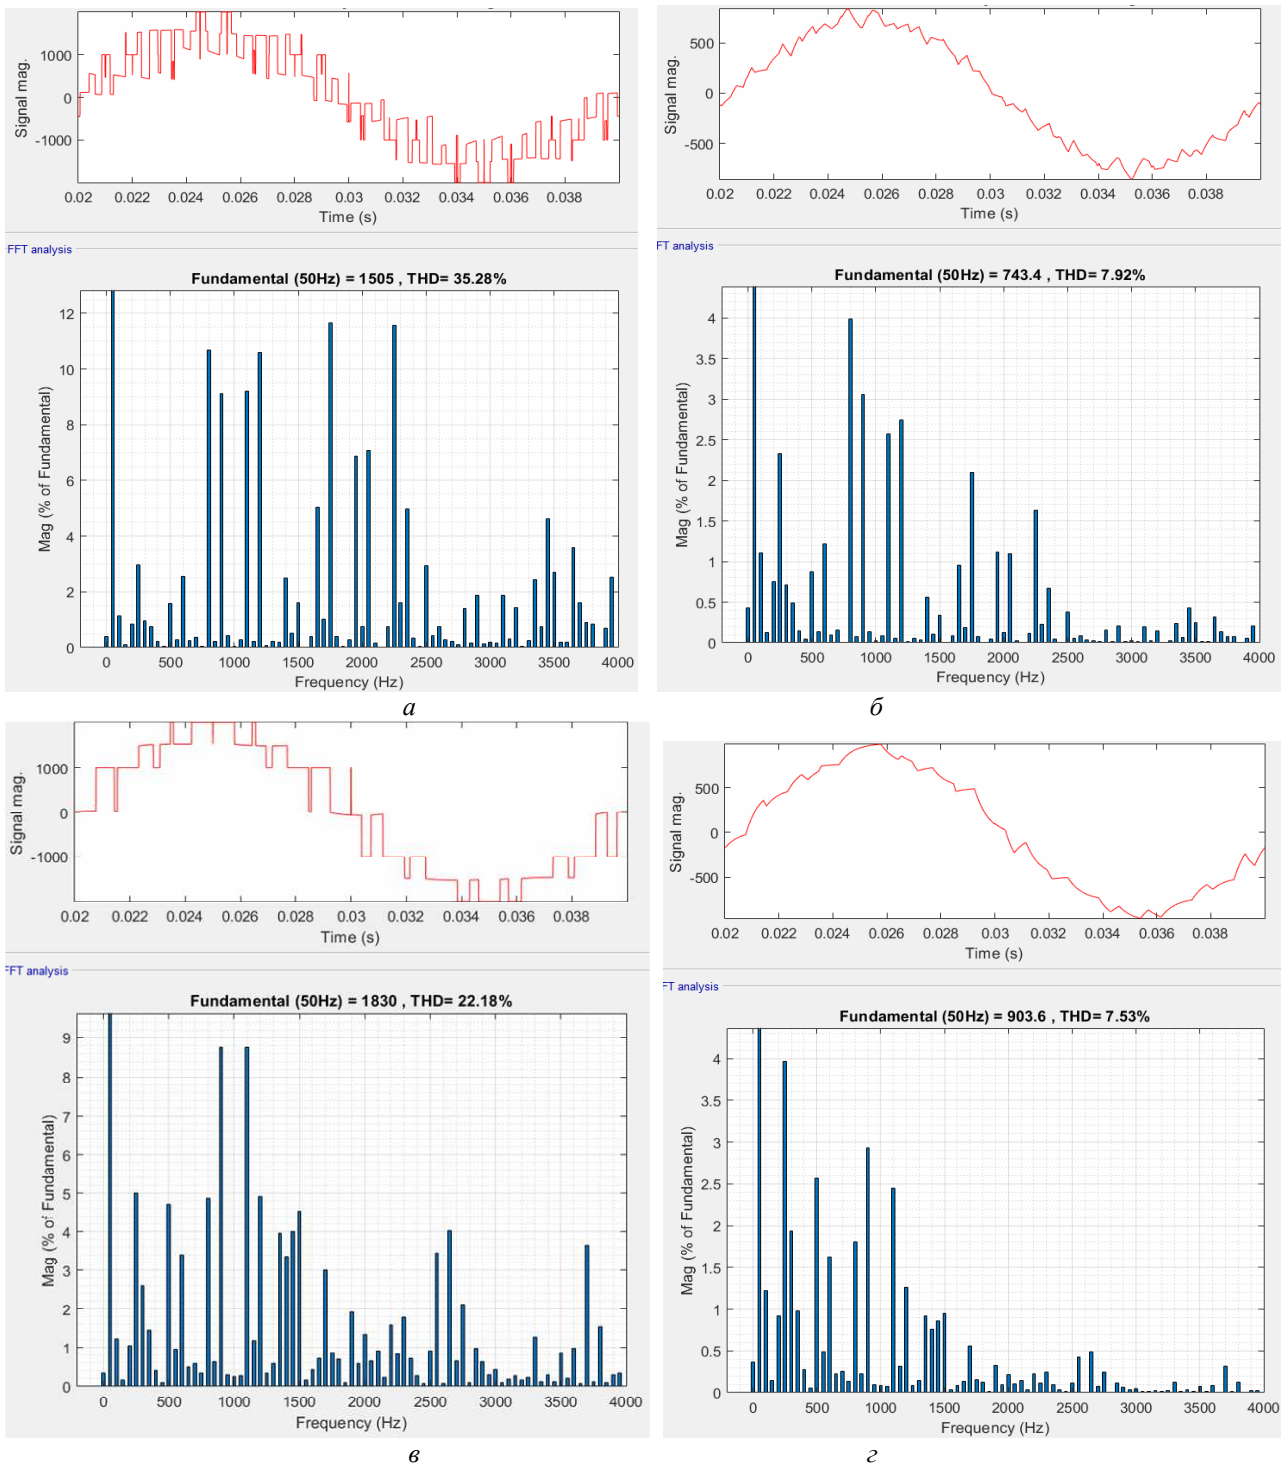 1000
0
-1000
Signal mag.
0.02 0.022 0.024 0.026 0.028 0.03 0.032 0.034 0.036 0.038
Time (s)
FFT analysis
Fundamental (50Hz) = 1505 , THD= 35.28%
12
10
8
6
4
2
0
Mag (% of Fundamental)
0 500 1000 1500 2000 2500 3000 3500 4000
Frequency (Hz)
а
500
0
-500
Signal mag.
0.02 0.022 0.024 0.026 0.028 0.03 0.032 0.034 0.036 0.038
Time (s)
FT analysis
Fundamental (50Hz) = 743.4 , THD= 7.92%
4
3.5
3
2.5
2
1.5
1
0.5
0
Mag (% of Fundamental)
0 500 1000 1500 2000 2500 3000 3500 4000
Frequency (Hz)
б
1000
0
-1000
Signal mag.
0.02 0.022 0.024 0.026 0.028 0.03 0.032 0.034 0.036 0.038
Time (s)
FFT analysis
Fundamental (50Hz) = 1830 , THD= 22.18%
9
8
7
6
5
4
3
2
1
0
Mag (% of Fundamental)
0 500 1000 1500 2000 2500 3000 3500 4000
Frequency (Hz)
в
500
0
-500
Signal mag.
0.02 0.022 0.024 0.026 0.028 0.03 0.032 0.034 0.036 0.038
Time (s)
FT analysis
Fundamental (50Hz) = 903.6 , THD= 7.53%
4
3.5
3
2.5
2
1.5
1
0.5
0
Mag (% of Fundamental)
0 500 1000 1500 2000 2500 3000 3500 4000
Frequency (Hz)
г